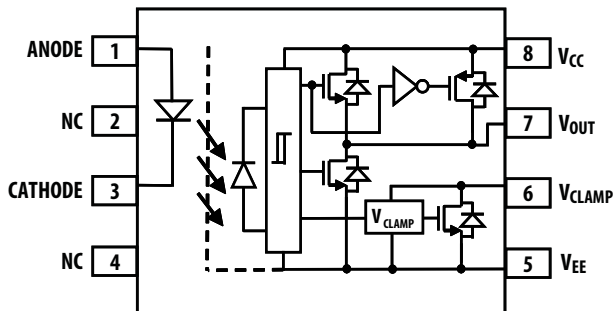 ANODE 1
NC 2
CATHODE 3
NC 4
8 VCC
7 VOUT
6 VCLAMP
5 VEE
VCLAMP